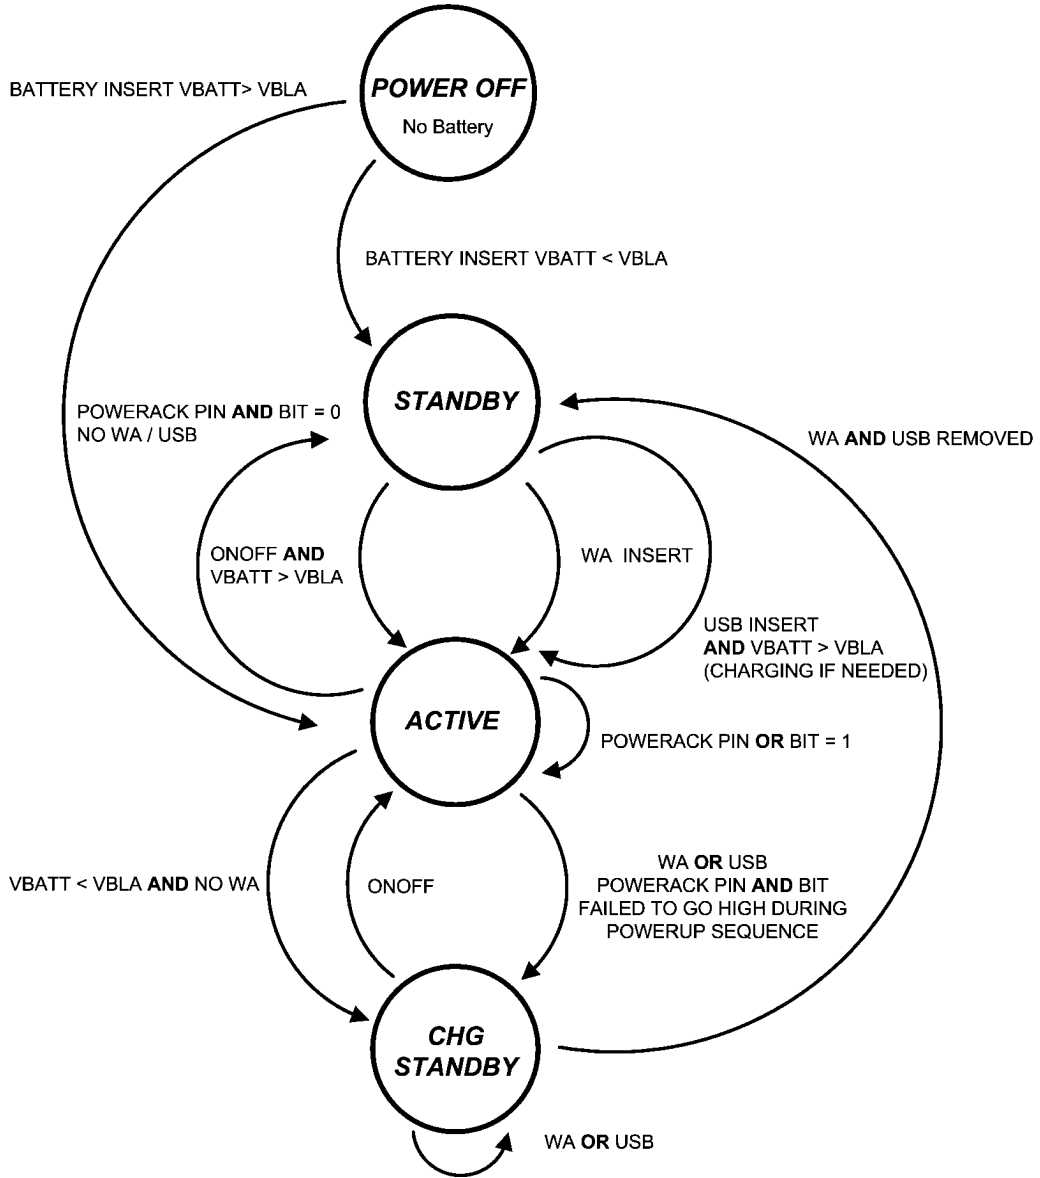 BATTERY INSERT VBATT> VBLA
POWER OFF
No Battery
BATTERY INSERT VBATT < VBLA
STANDBY
POWERACK PIN AND BIT = 0
NO WA / USB
WA AND USB REMOVED
ONOFF AND
VBATT > VBLA
WA INSERT
USB INSERT
AND VBATT > VBLA
(CHARGING IF NEEDED)
ACTIVE
POWERACK PIN OR BIT = 1
VBATT < VBLA AND NO WA
ONOFF
WA OR USB
POWERACK PIN AND BIT
FAILED TO GO HIGH DURING
POWERUP SEQUENCE
CHG
STANDBY
WA OR USB